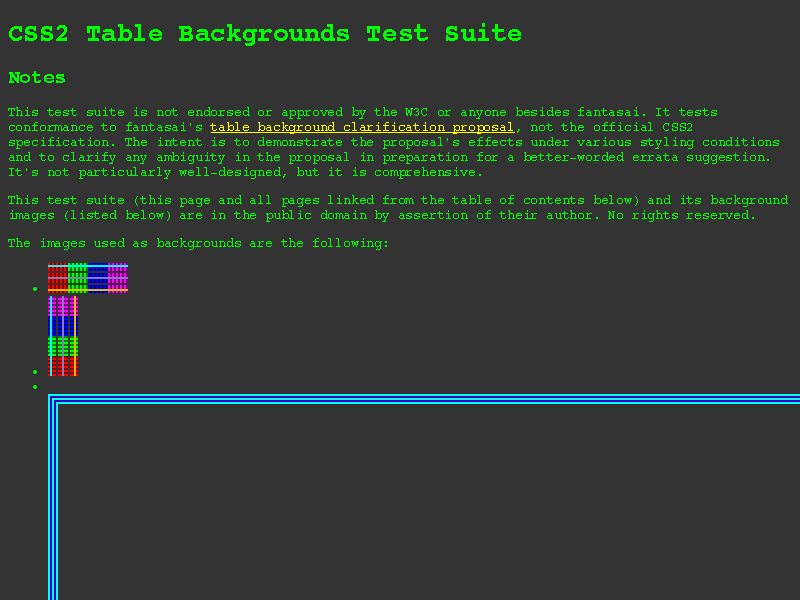 CSS2 Table Backgrounds Test Suite
Notes
This test suite is not endorsed or approved by the W3C or anyone besides fantasai. It tests
conformance to fantasai's table background clarification proposal, not the official CSS2
specification. The intent is to demonstrate the proposal's effects under various styling conditions
and to clarify any ambiguity in the proposal in preparation for a better-worded errata suggestion.
It's not particularly well-designed, but it is comprehensive.
This test suite (this page and all pages linked from the table of contents below) and its background
images (listed below) are in the public domain by assertion of their author. No rights reserved.
The images used as backgrounds are the following: